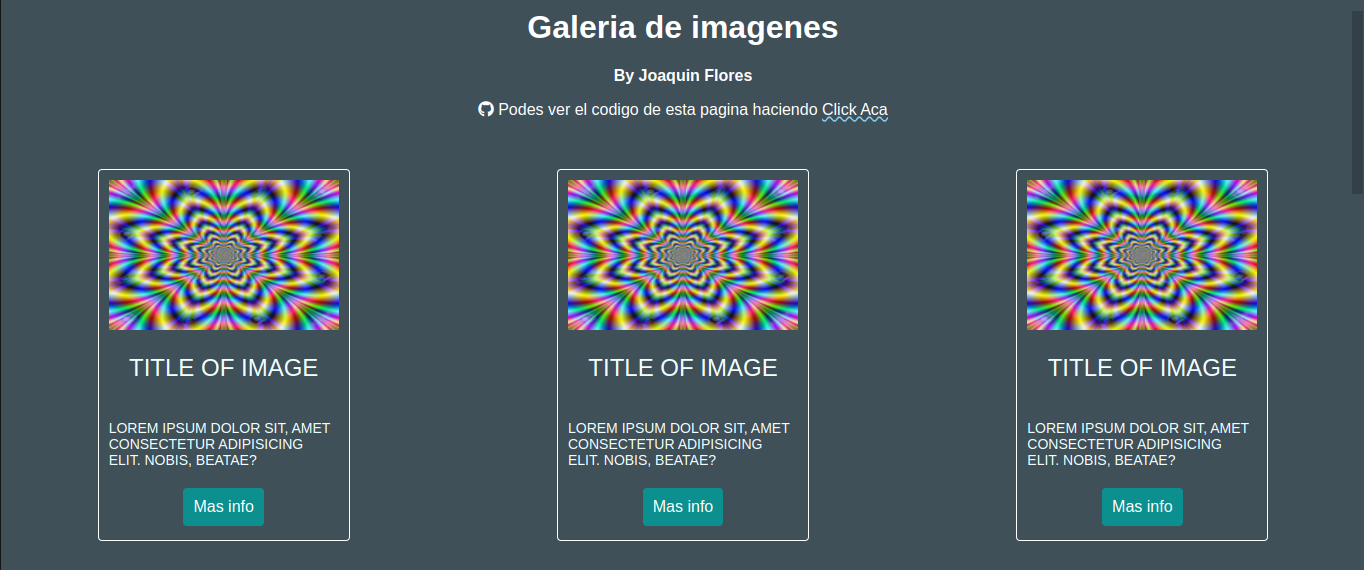 Galeria de imagenes
By Joaquin Flores
Podes ver el codigo de esta pagina haciendo Click Aca
TITLE OF IMAGE
LOREM IPSUM DOLOR SIT, AMET
CONSECTETUR ADIPISICING
ELIT. NOBIS, BEATAE?
Mas info
TITLE OF IMAGE
LOREM IPSUM DOLOR SIT, AMET
CONSECTETUR ADIPISICING
ELIT. NOBIS, BEATAE?
Mas info
TITLE OF IMAGE
LOREM IPSUM DOLOR SIT, AMET
CONSECTETUR ADIPISICING
ELIT. NOBIS, BEATAE?
Mas info